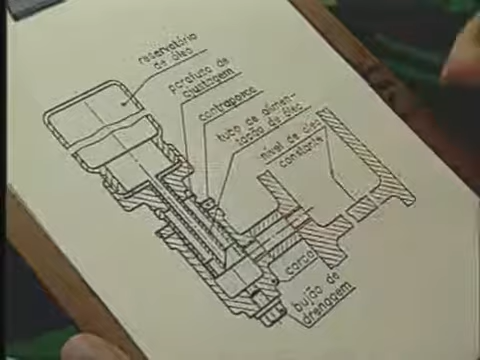 reservatório
de óleo
parafuso de
ajustagem
contraporca
tubo de alimen-
tação de óleo
nível de óleo
constante
carcaça
bujão de
drenagem